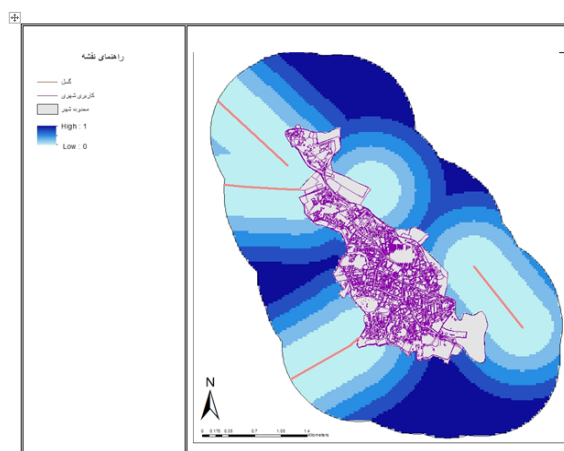 راهنمای نقشه
گسل
کاربری شهری
محدوده شهر
High : 1
Low : 0
N
0 0.175 0.35 0.7 1.05 1.4
Kilometers